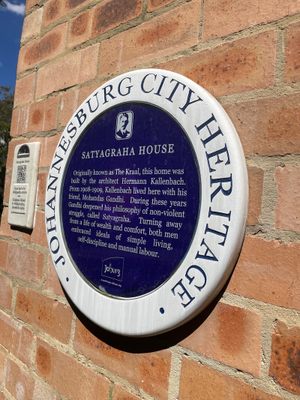 JOHANNESBURG CITY HERITAGE
SATYAGRAHA HOUSE
Originally known as The Kraal, this home was
built by the architect Hermann Kallenbach.
From 1908-1909, Kallenbach lived here with his
friend, Mohandas Gandhi. During these years
Gandhi deepened his philosophy of non-violent
struggle, called Satyagraha. Turning away
from a life of wealth and comfort, both men
embraced ideals of simple living,
self-discipline and manual labour.
Joburg